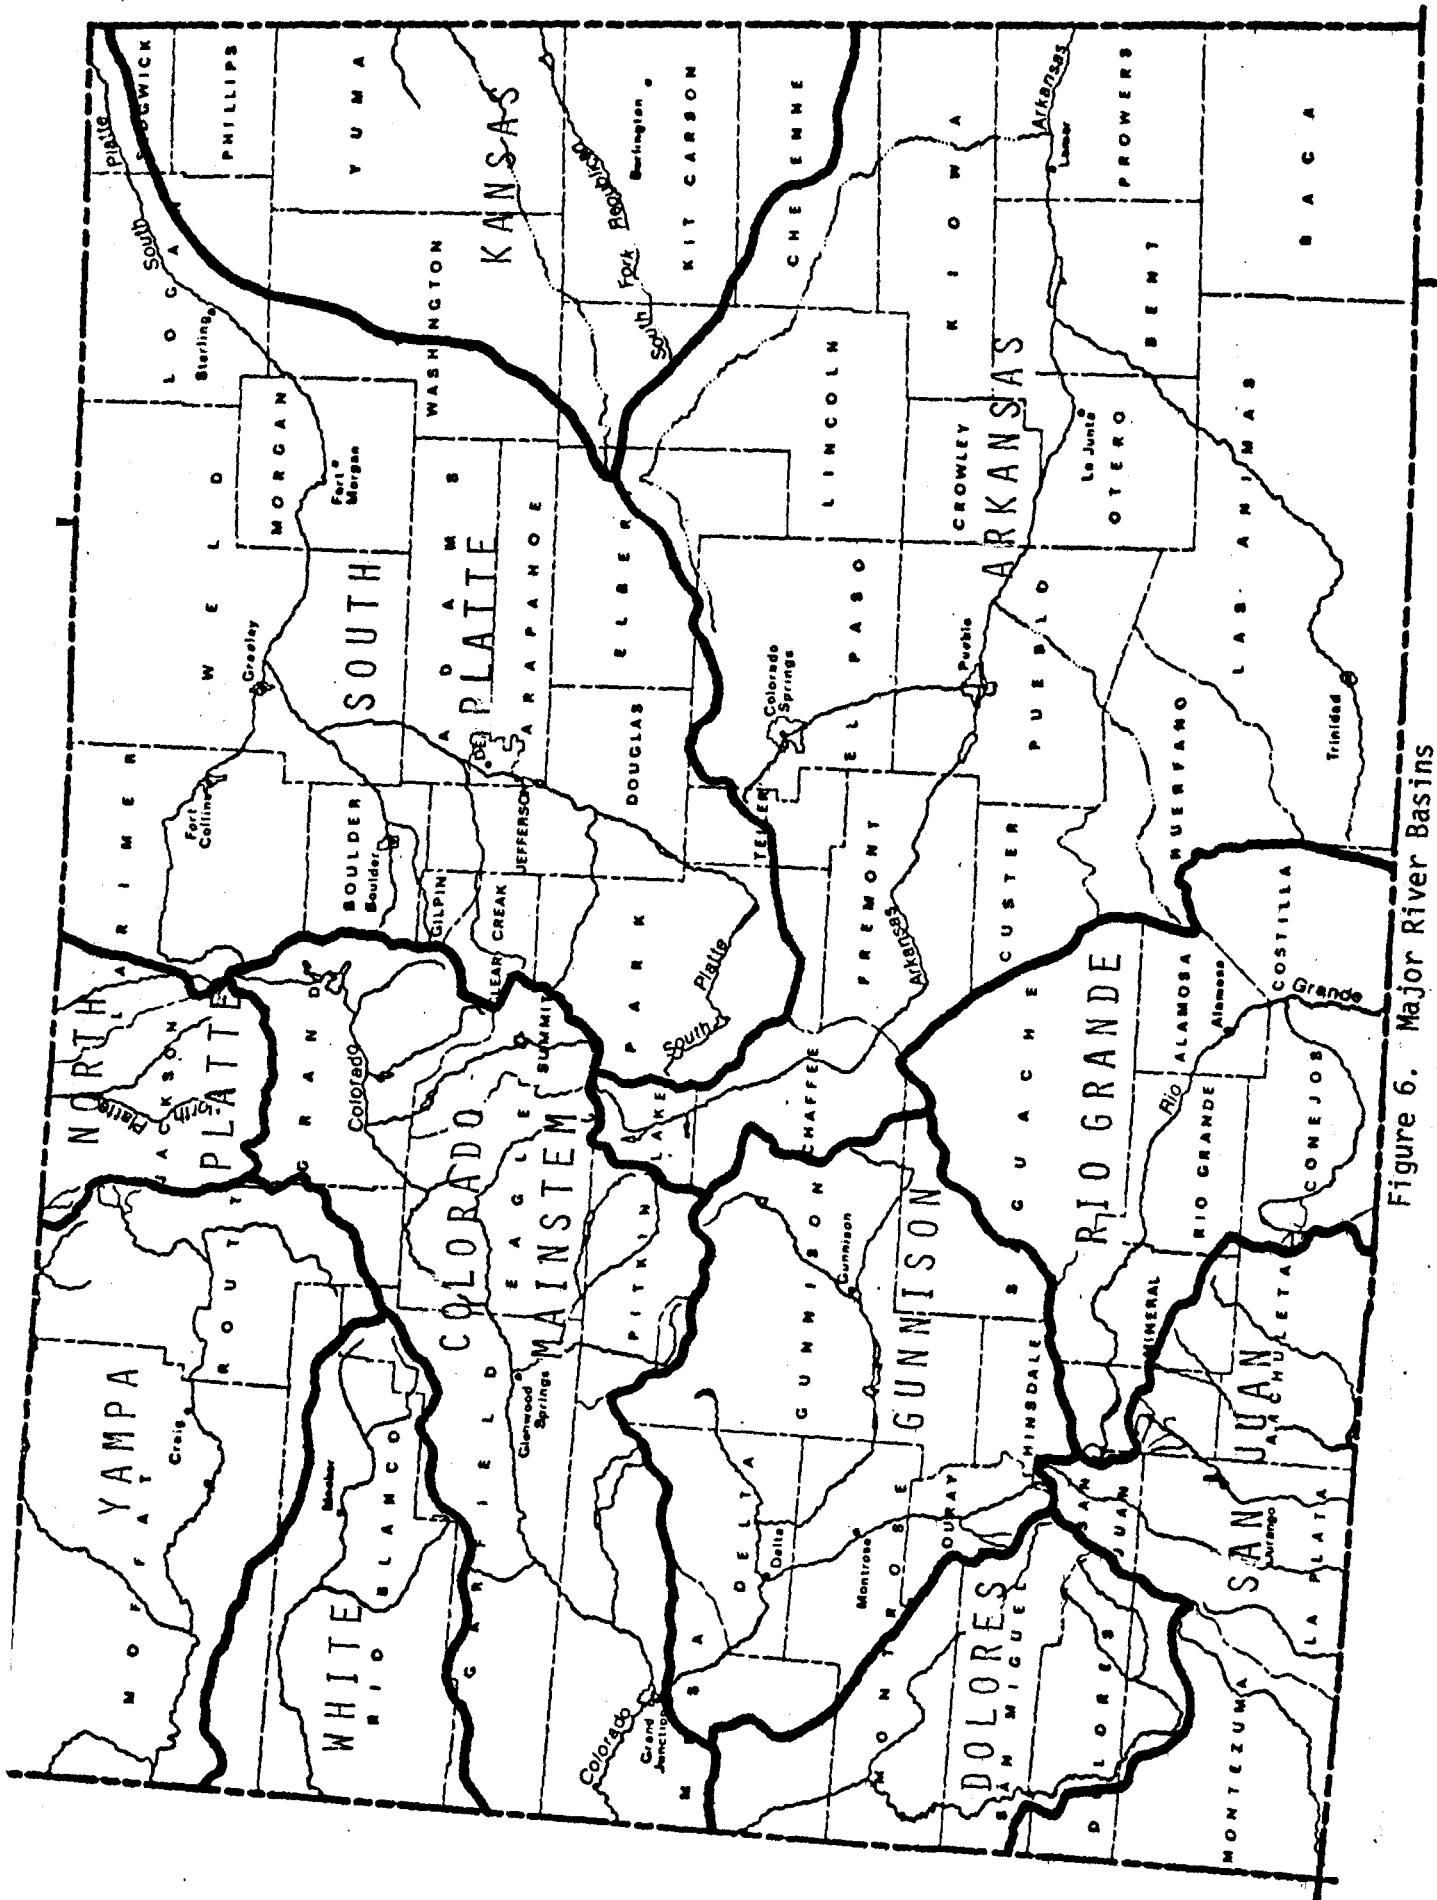 NORTH
PLATTE
YAMPA
WHITE
COLORADO
MAINSTEM
GUNNISON
DOLORES
SAN JUAN
RIO GRANDE
SOUTH
PLATTE
ARKANSAS
KANSAS
MOFFAT
ROUTT
JACKSON
LARIMER
WELD
LOGAN
PHILLIPS
YUMA
WASHINGTON
MORGAN
RIO BLANCO
GRAND
BOULDER
GILPIN
ADAMS
ARAPAHOE
JEFFERSON
CLEAR CREAK
GARFIELD
EAGLE
SUMMIT
DOUGLAS
ELBERT
KIT CARSON
MESA
PITKIN
LAKE
PARK
TELLER
EL PASO
LINCOLN
CHEYENNE
DELTA
GUNNISON
CHAFFEE
FREMONT
CROWLEY
KIOWA
MONTROSE
OURAY
SAGUACHE
CUSTER
PUEBLO
OTERO
BENT
PROWERS
SAN MIGUEL
HINSDALE
DOLORES
SAN
JUAN
MINERAL
RIO GRANDE
ALAMOSA
HUERFANO
LAS ANIMAS
BACA
MONTEZUMA
LA PLATA
ARCHULETA
CONEJOS
COSTILLA
Craig
Meeker
Fort
Collins
Greeley
Sterling
Fort
Morgan
Boulder
Glenwood
Springs
Grand
Junction
Delta
Montrose
Gunnison
Colorado
Springs
Burlington
Pueblo
La Junta
Lamar
Alamosa
Durango
Trinidad
North
Platte
South Platte
Colorado
Colorado
South Platte
South Fork Republican
Arkansas
Arkansas
Rio
Grande
Figure 6. Major River Basins